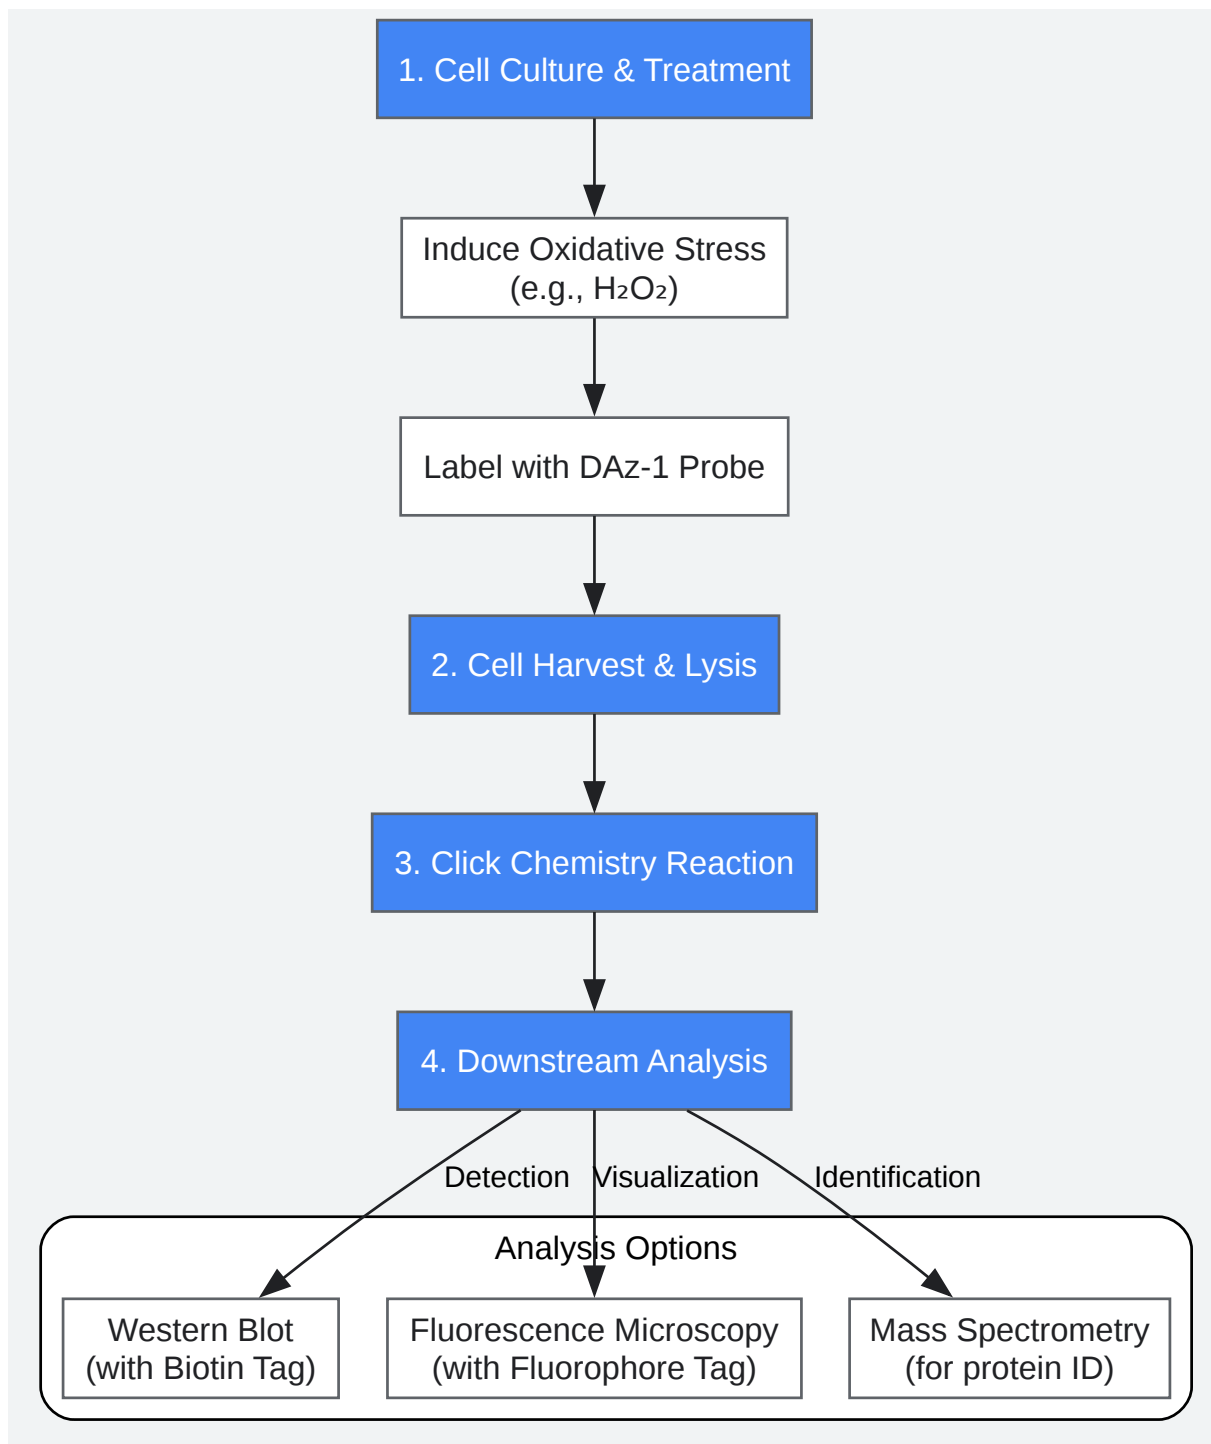 1. Cell Culture & Treatment
Induce Oxidative Stress
(e.g., H₂O₂)
Label with DAz-1 Probe
2. Cell Harvest & Lysis
3. Click Chemistry Reaction
4. Downstream Analysis
Detection
Visualization
Identification
Analysis Options
Western Blot
(with Biotin Tag)
Fluorescence Microscopy
(with Fluorophore Tag)
Mass Spectrometry
(for protein ID)